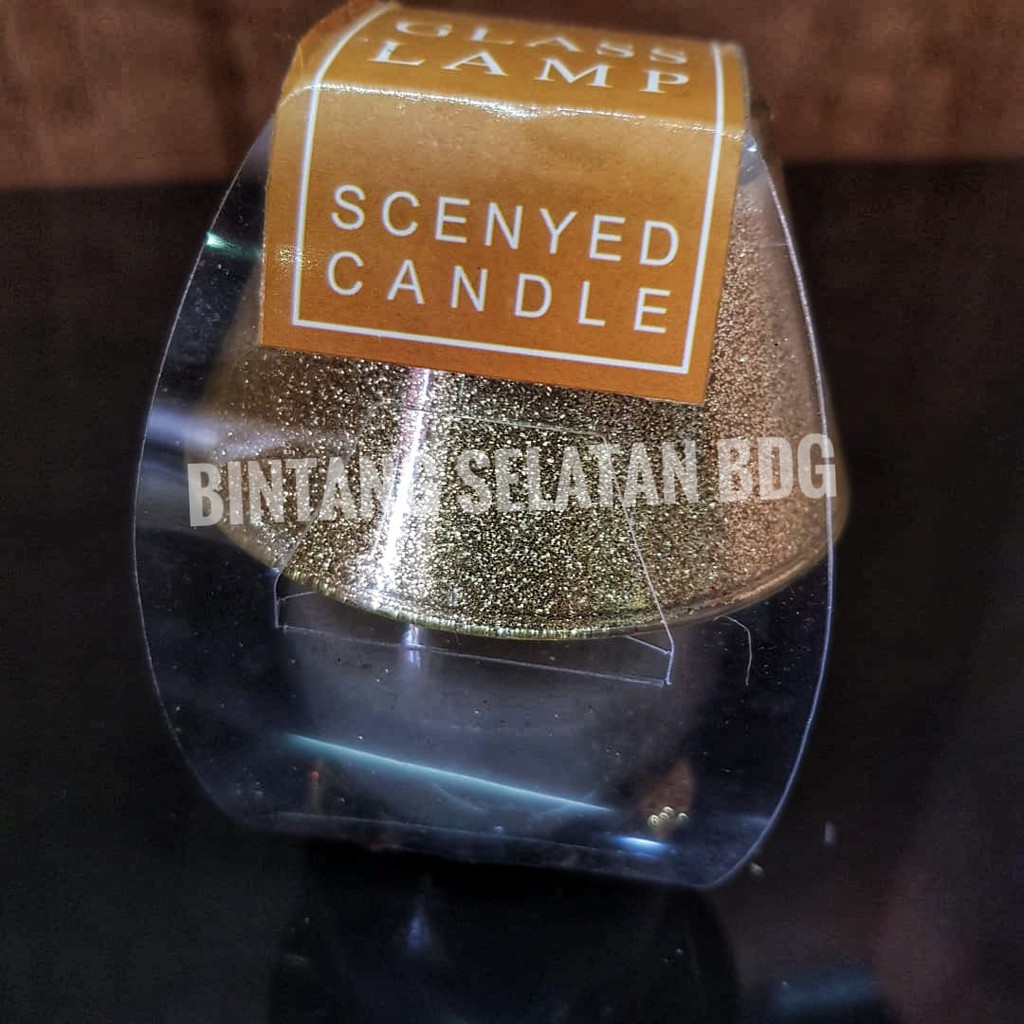 GLASS
LAMP
SCENYED
CANDLE
BINTANG SELATAN BDG